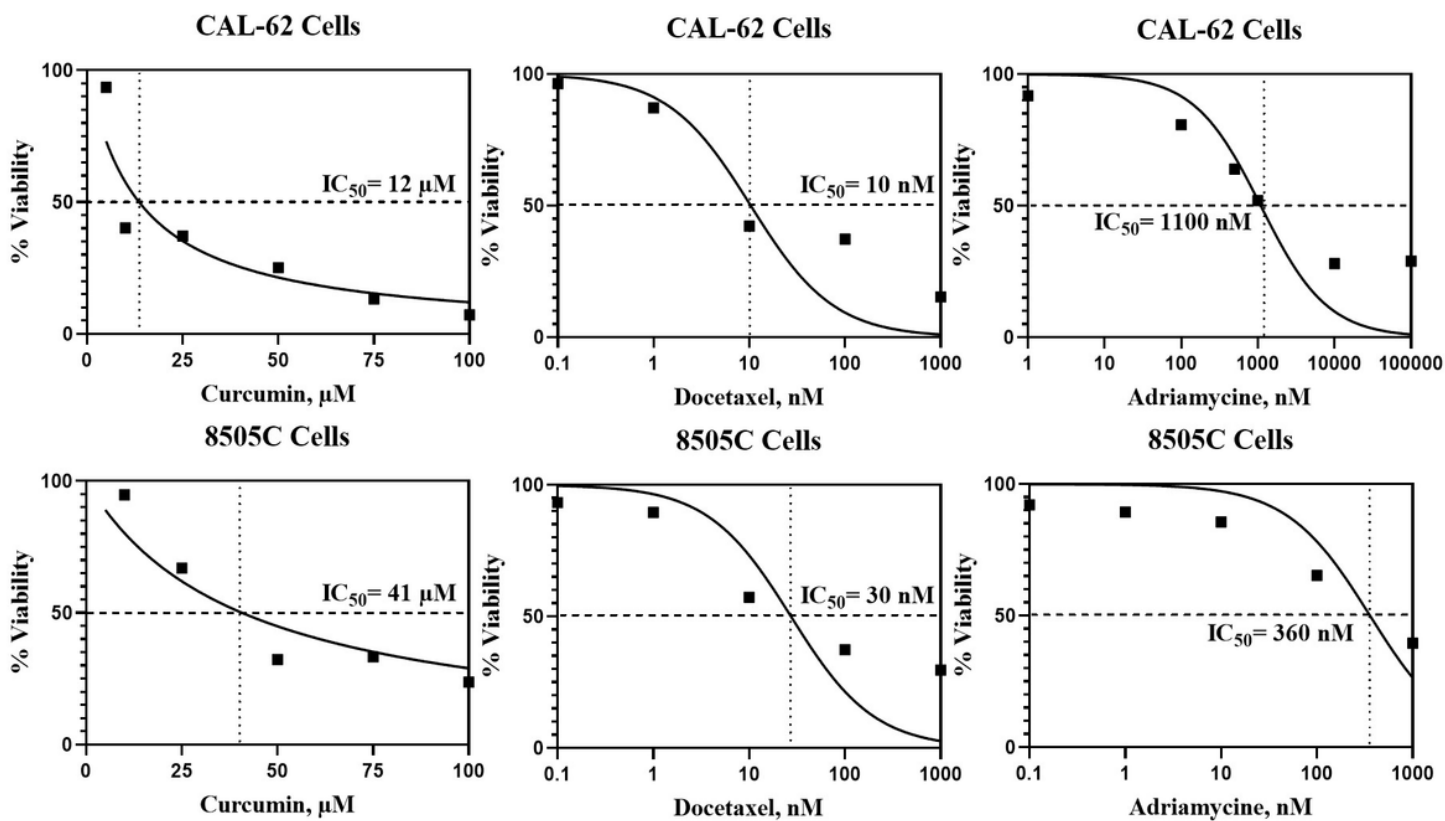 CAL-62 Cells
% Viability
100
50
0
IC50= 12 µM
0 25 50 75 100
Curcumin, µM
CAL-62 Cells
% Viability
100
50
0
IC50= 10 nM
0.1 1 10 100 1000
Docetaxel, nM
CAL-62 Cells
% Viability
100
50
0
IC50= 1100 nM
1 10 100 1000 10000 100000
Adriamycine, nM
8505C Cells
% Viability
100
50
0
IC50= 41 µM
0 25 50 75 100
Curcumin, µM
8505C Cells
% Viability
100
50
0
IC50= 30 nM
0.1 1 10 100 1000
Docetaxel, nM
8505C Cells
% Viability
100
50
0
IC50= 360 nM
0.1 1 10 100 1000
Adriamycine, nM